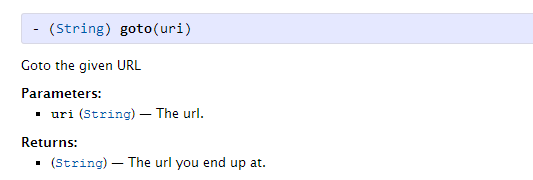 - (String) goto(uri)
Goto the given URL
Parameters:
▪ uri (String) — The url.
Returns:
▪ (String) — The url you end up at.